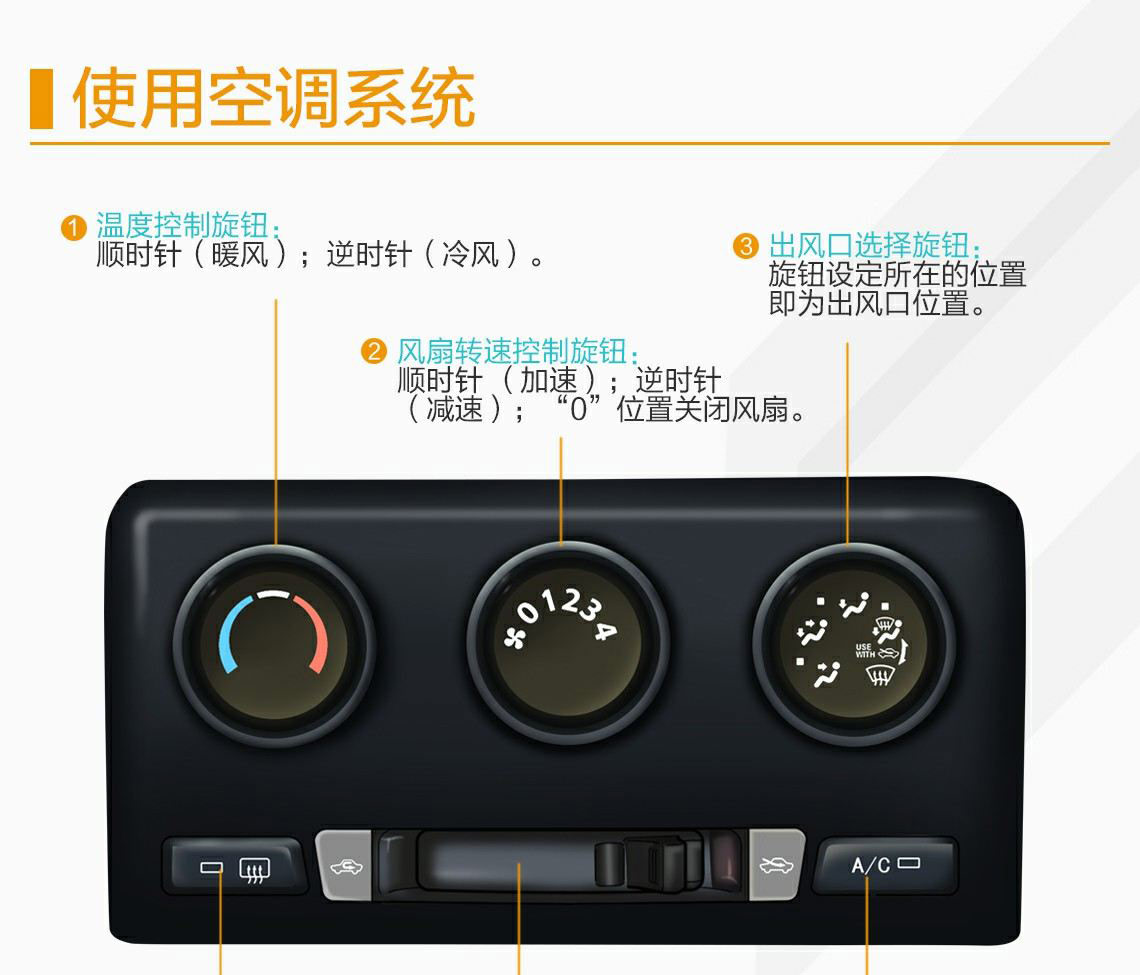 使用空调系统
1 温度控制旋钮：
顺时针（暖风）；逆时针（冷风）。
3 出风口选择旋钮：
旋钮设定所在的位置
即为出风口位置。
2 风扇转速控制旋钮：
顺时针（加速）；逆时针
（减速）；“0”位置关闭风扇。
0 1 2 3 4
USE
WITH
A/C